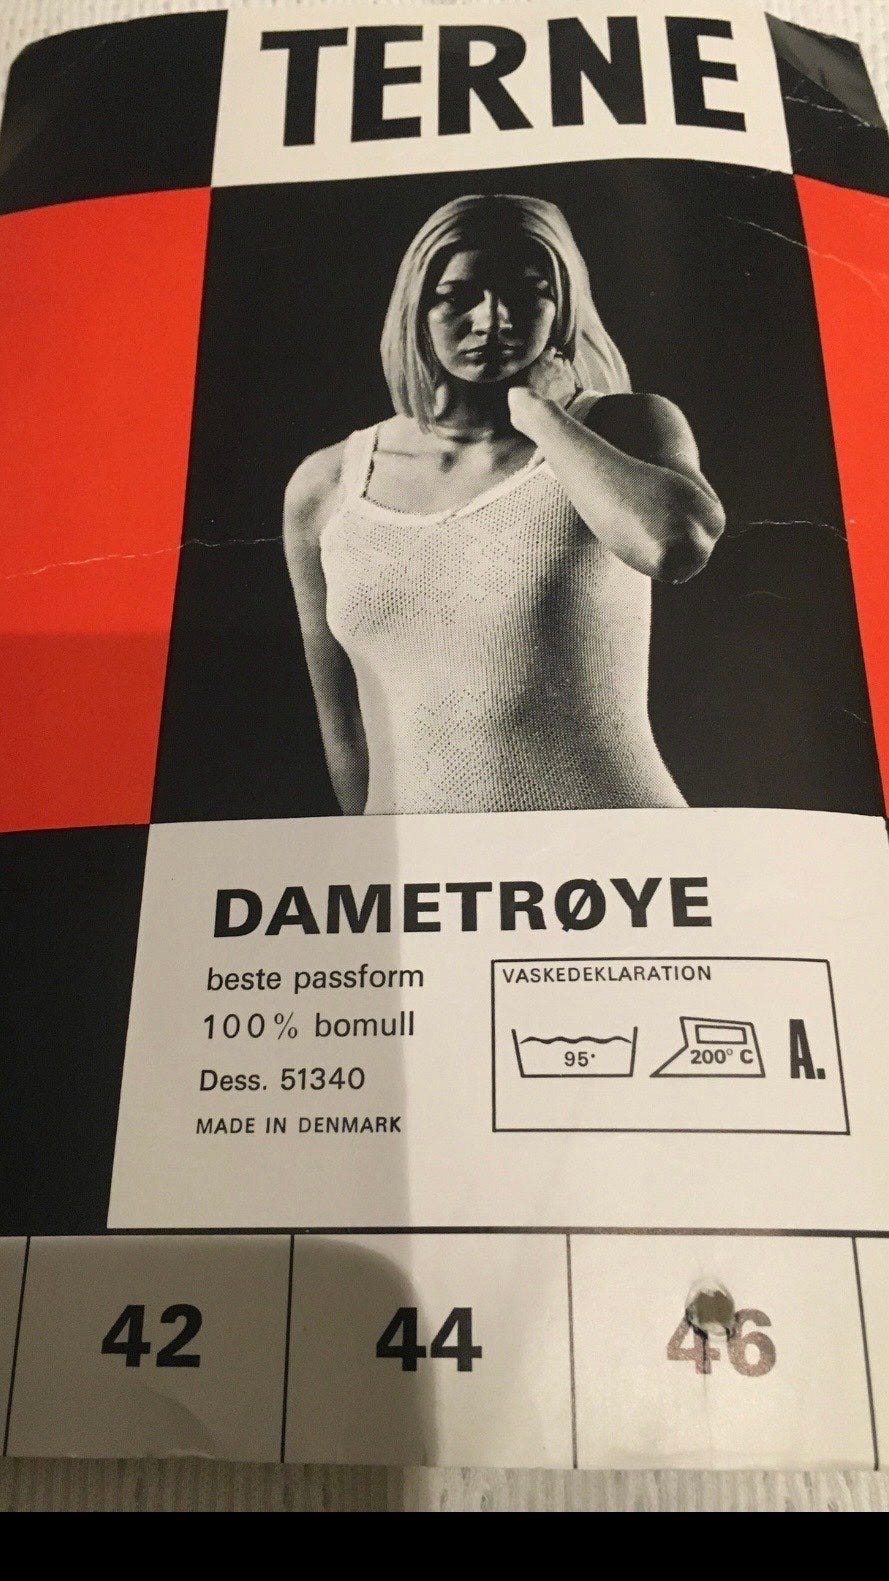 TERNE
DAMETRØYE
beste passform
100% bomull
Dess. 51340
MADE IN DENMARK
VASKEDEKLARATION
95°
200° C
A.
42
44
46